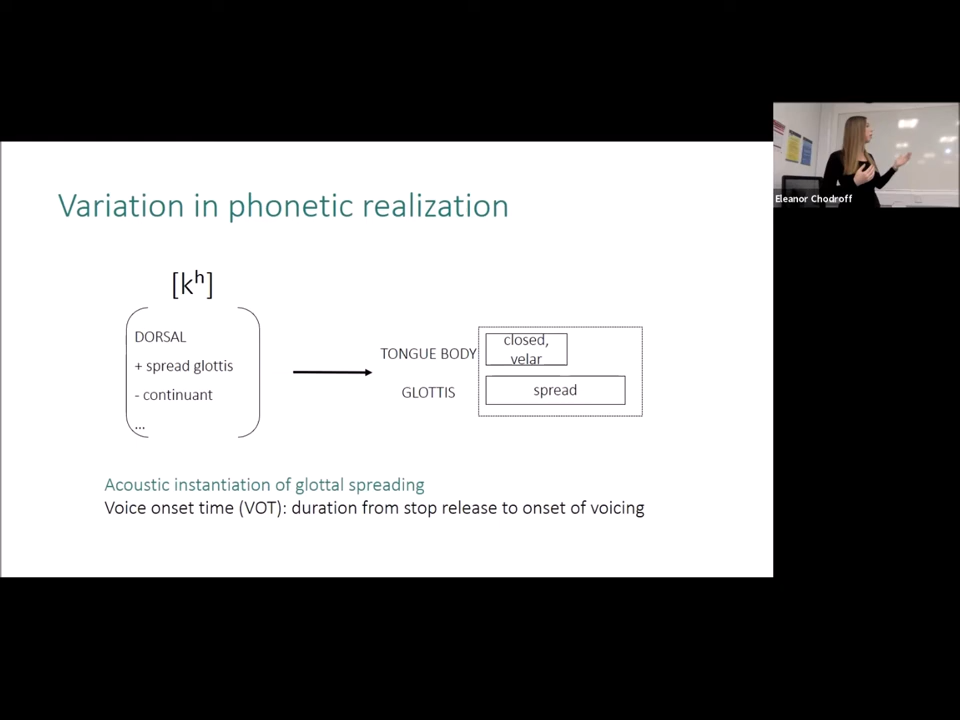 Variation in phonetic realization
[kʰ]
DORSAL
+ spread glottis
- continuant
...
TONGUE BODY
closed,
velar
GLOTTIS
spread
Acoustic instantiation of glottal spreading
Voice onset time (VOT): duration from stop release to onset of voicing
Eleanor Chodroff